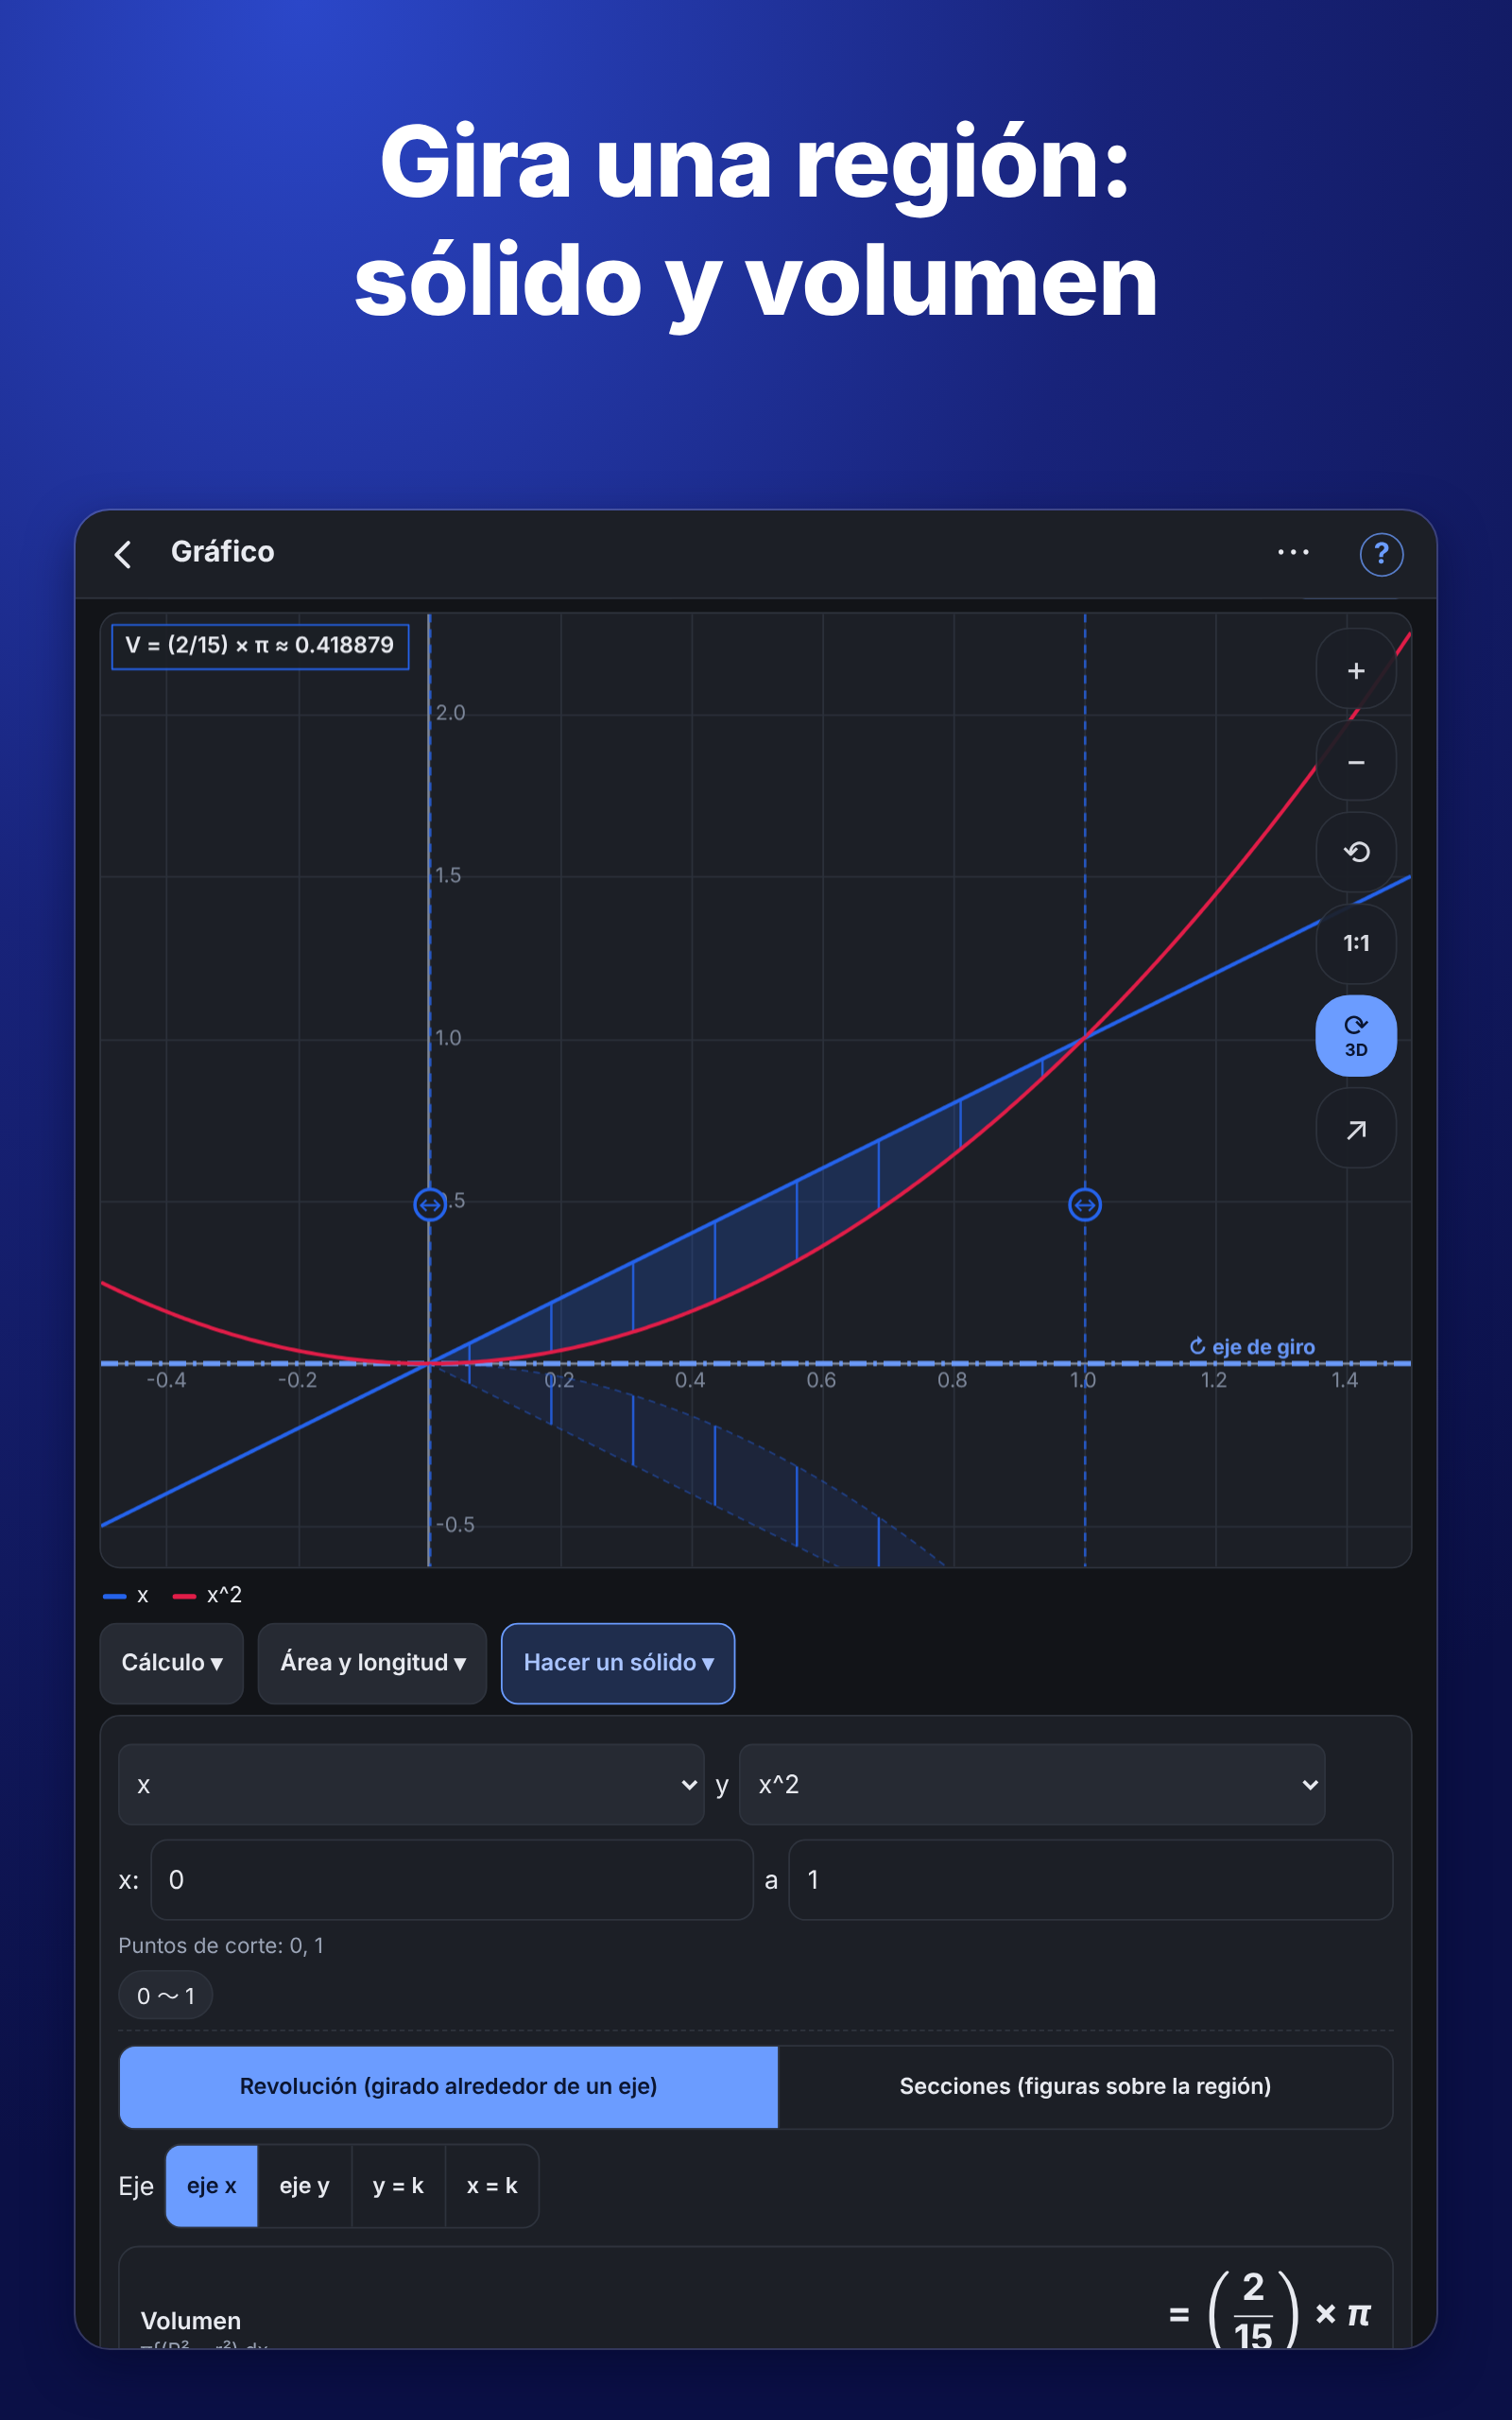 Gira una región:
sólido y volumen
Gráfico
... ?
V = (2/15) × π ≈ 0.418879
+
2.0
−
1.5
1:1
1.0
3D
.5
↻ eje de giro
-0.4 -0.2 0.2 0.4 0.6 0.8 1.0 1.2 1.4
-0.5
x x^2
Cálculo ▾ Área y longitud ▾ Hacer un sólido ▾
x y x^2
x: 0 a 1
Puntos de corte: 0, 1
0 ～ 1
Revolución (girado alrededor de un eje) Secciones (figuras sobre la región)
Eje eje x eje y y = k x = k
Volumen = (2/15) × π